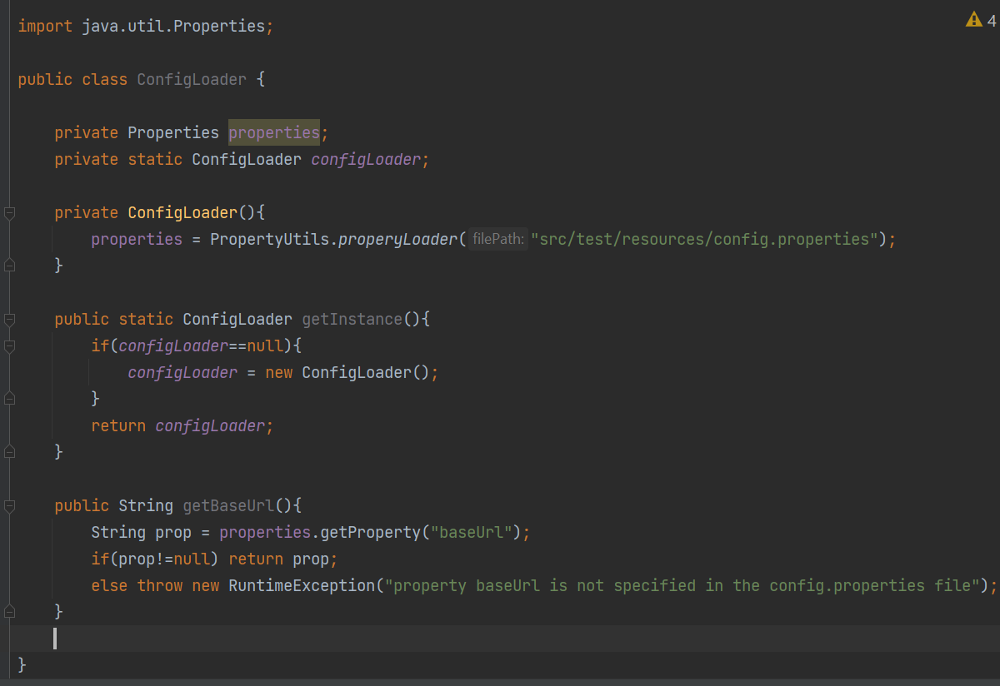 import java.util.Properties;
4
public class ConfigLoader {
private Properties properties;
private static ConfigLoader configLoader;
private ConfigLoader(){
properties = PropertyUtils.properyLoader( filePath: "src/test/resources/config.properties");
}
public static ConfigLoader getInstance(){
if(configLoader==null){
configLoader = new ConfigLoader();
}
return configLoader;
}
public String getBaseUrl(){
String prop = properties.getProperty("baseUrl");
if(prop!=null) return prop;
else throw new RuntimeException("property baseUrl is not specified in the config.properties file");
}
}